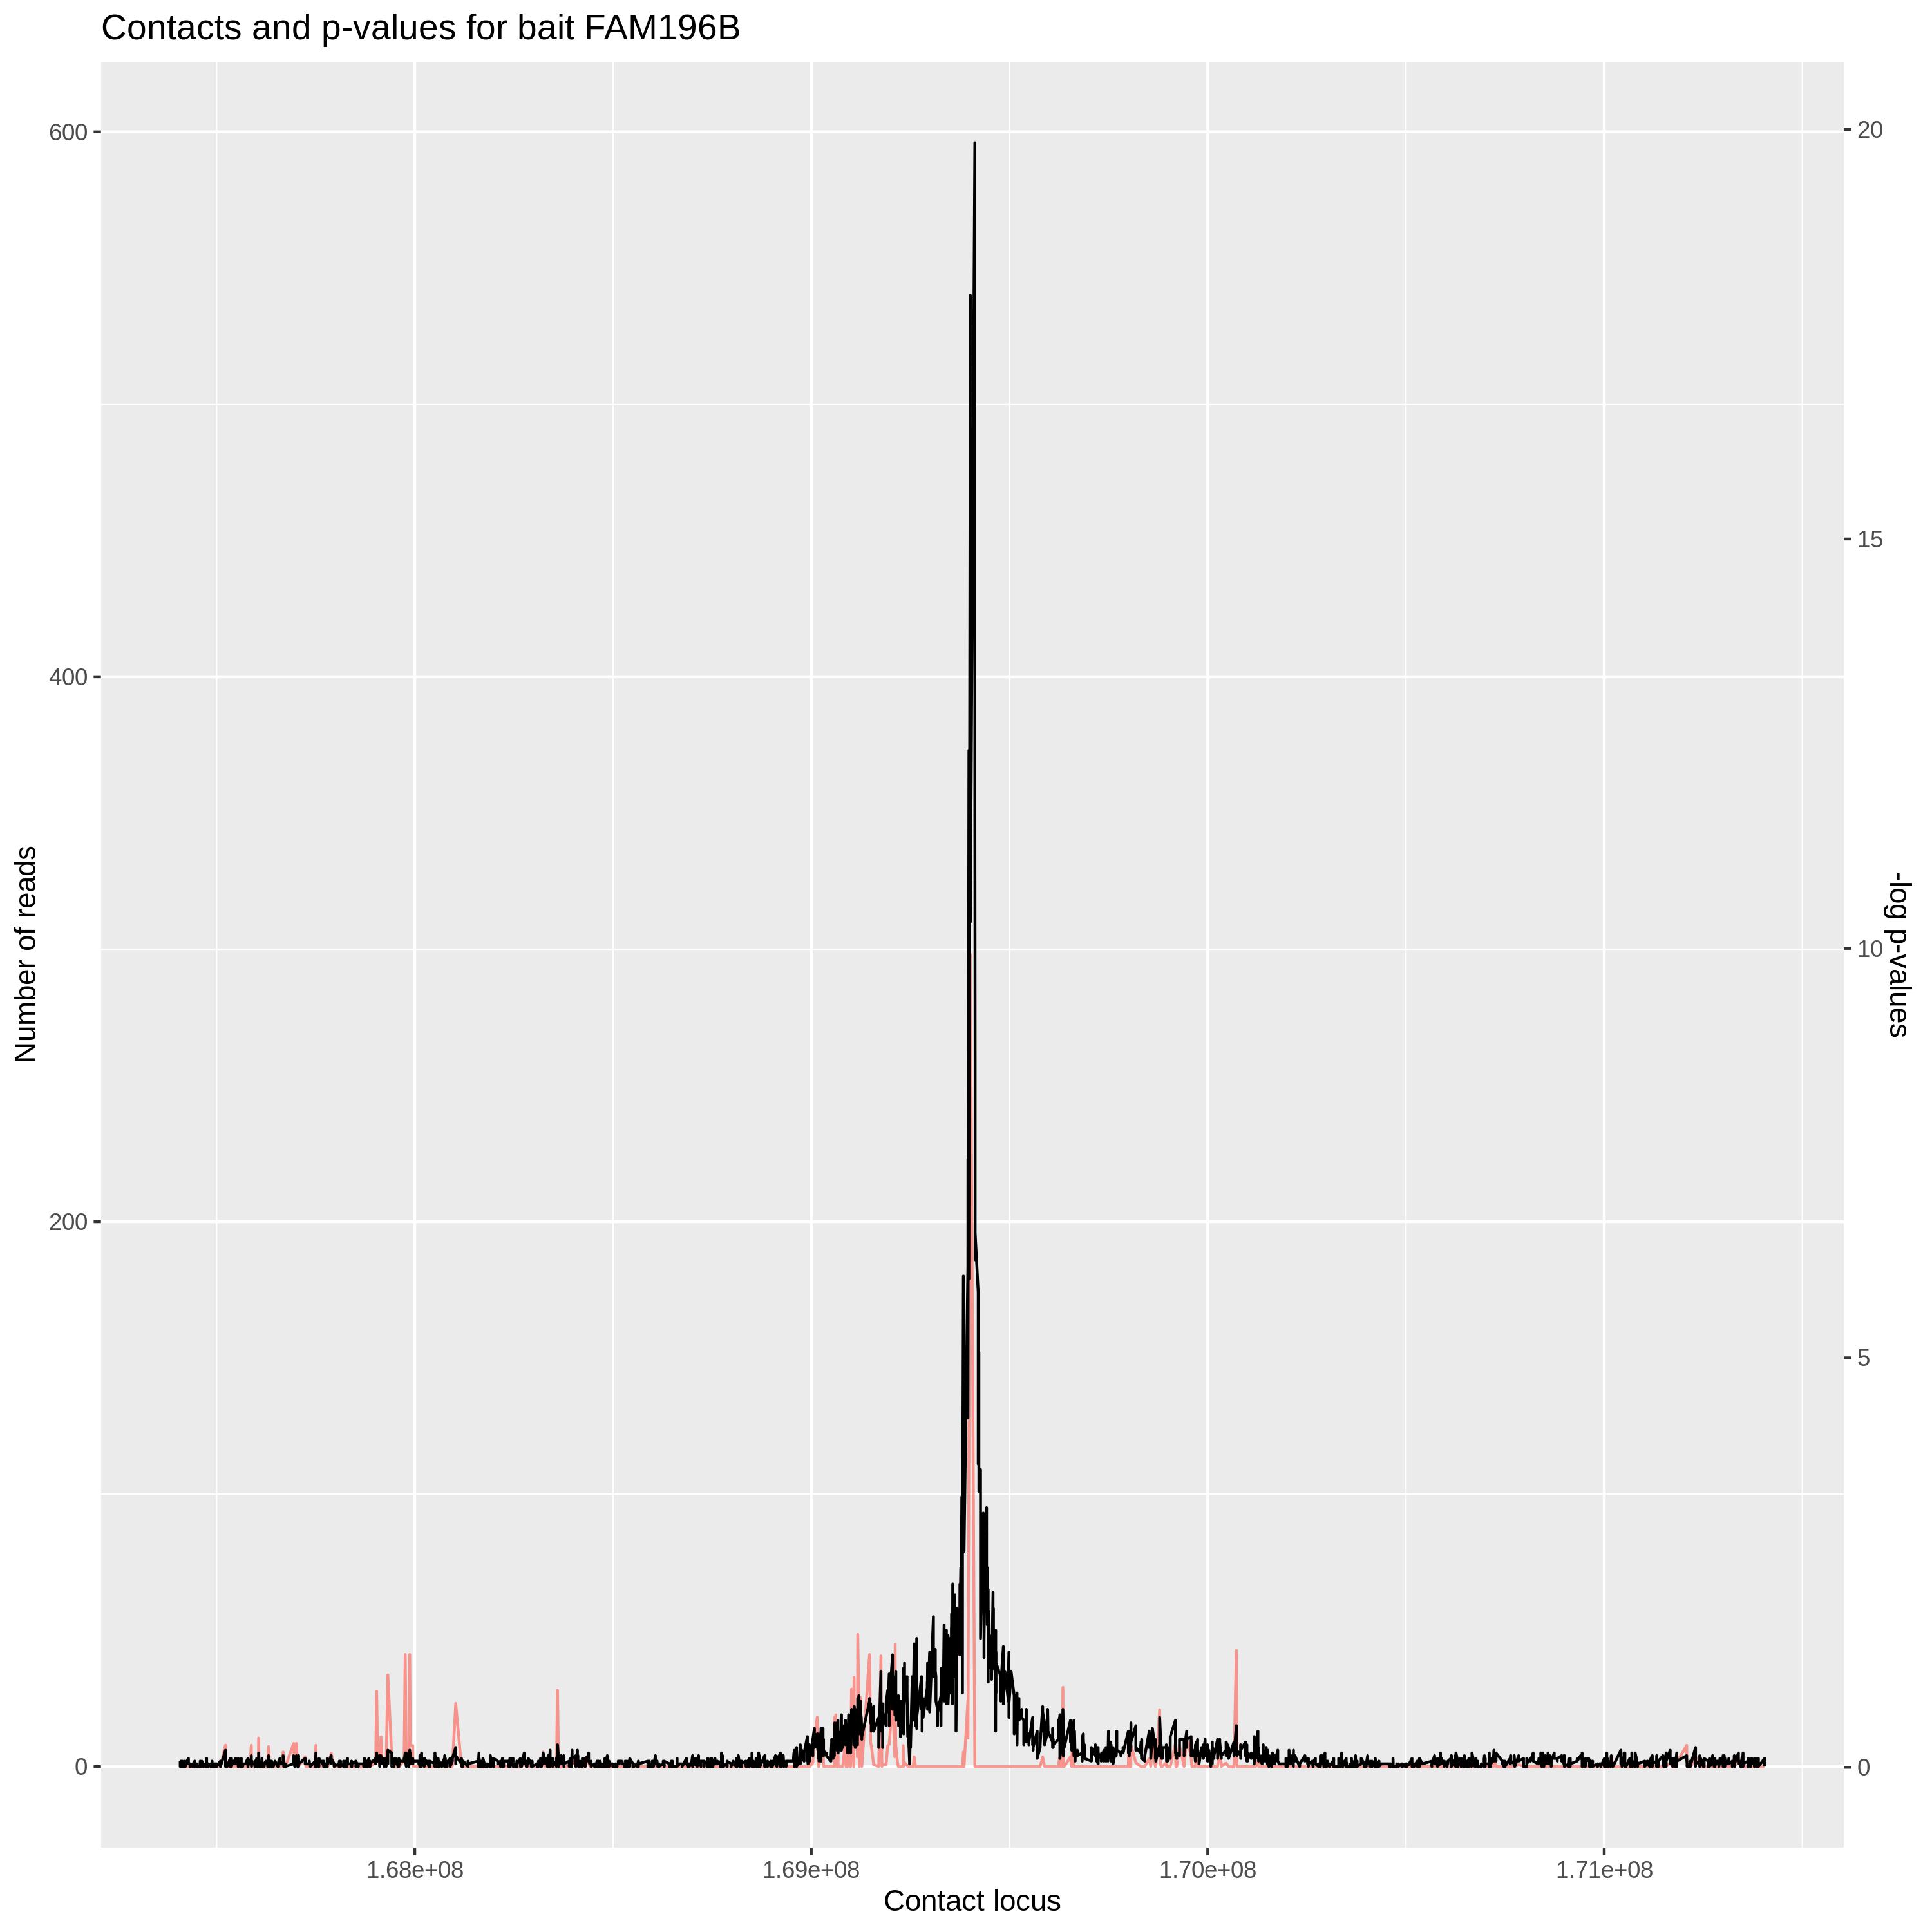 Contacts and p-values for bait FAM196B
600
400
200
0
Number of reads
20
15
10
5
0
-log p-values
1.68e+08
1.69e+08
1.70e+08
1.71e+08
Contact locus